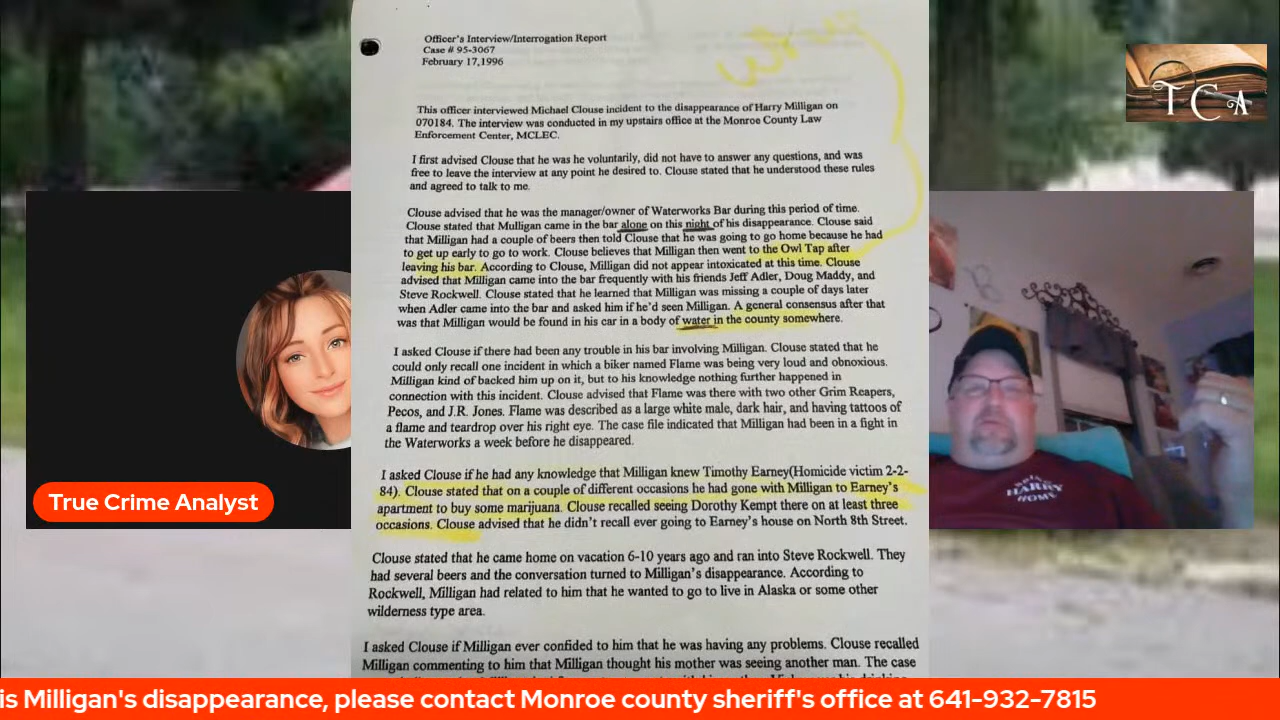 Officer's Interview/Interrogation Report
Case # 95-3067
February 17,1996
This officer interviewed Michael Clouse incident to the disappearance of Harry Milligan on
070184. The interview was conducted in my upstairs office at the Monroe County Law
Enforcement Center, MCLEC.
I first advised Clouse that he was he voluntarily, did not have to answer any questions, and was
free to leave the interview at any point he desired to. Clouse stated that he understood these rules
and agreed to talk to me.
Clouse advised that he was the manager/owner of Waterworks Bar during this period of time.
Clouse stated that Mulligan came in the bar alone on this night of his disappearance. Clouse said
that Milligan had a couple of beers then told Clouse that he was going to go home because he had
to get up early to go to work. Clouse believes that Milligan then went to the Owl Tap after
leaving his bar. According to Clouse, Milligan did not appear intoxicated at this time. Clouse
advised that Milligan came into the bar frequently with his friends Jeff Adler, Doug Maddy, and
Steve Rockwell. Clouse stated that he learned that Milligan was missing a couple of days later
when Adler came into the bar and asked him if he'd seen Milligan. A general consensus after that
was that Milligan would be found in his car in a body of water in the county somewhere.
I asked Clouse if there had been any trouble in his bar involving Milligan. Clouse stated that he
could only recall one incident in which a biker named Flame was being very loud and obnoxious.
Milligan kind of backed him up on it, but to his knowledge nothing further happened in
connection with this incident. Clouse advised that Flame was there with two other Grim Reapers,
Pecos, and J.R. Jones. Flame was described as a large white male, dark hair, and having tattoos of
a flame and teardrop over his right eye. The case file indicated that Milligan had been in a fight in
the Waterworks a week before he disappeared.
I asked Clouse if he had any knowledge that Milligan knew Timothy Earney(Homicide victim 2-2-
84). Clouse stated that on a couple of different occasions he had gone with Milligan to Earney's
apartment to buy some marijuana. Clouse recalled seeing Dorothy Kempt there on at least three
occasions. Clouse advised that he didn't recall ever going to Earney's house on North 8th Street.
Clouse stated that he came home on vacation 6-10 years ago and ran into Steve Rockwell. They
had several beers and the conversation turned to Milligan's disappearance. According to
Rockwell, Milligan had related to him that he wanted to go to live in Alaska or some other
wilderness type area.
I asked Clouse if Milligan ever confided to him that he was having any problems. Clouse recalled
Milligan commenting to him that Milligan thought his mother was seeing another man. The case
TCA
True Crime Analyst
HARRY
HOME
is Milligan's disappearance, please contact Monroe county sheriff's office at 641-932-7815